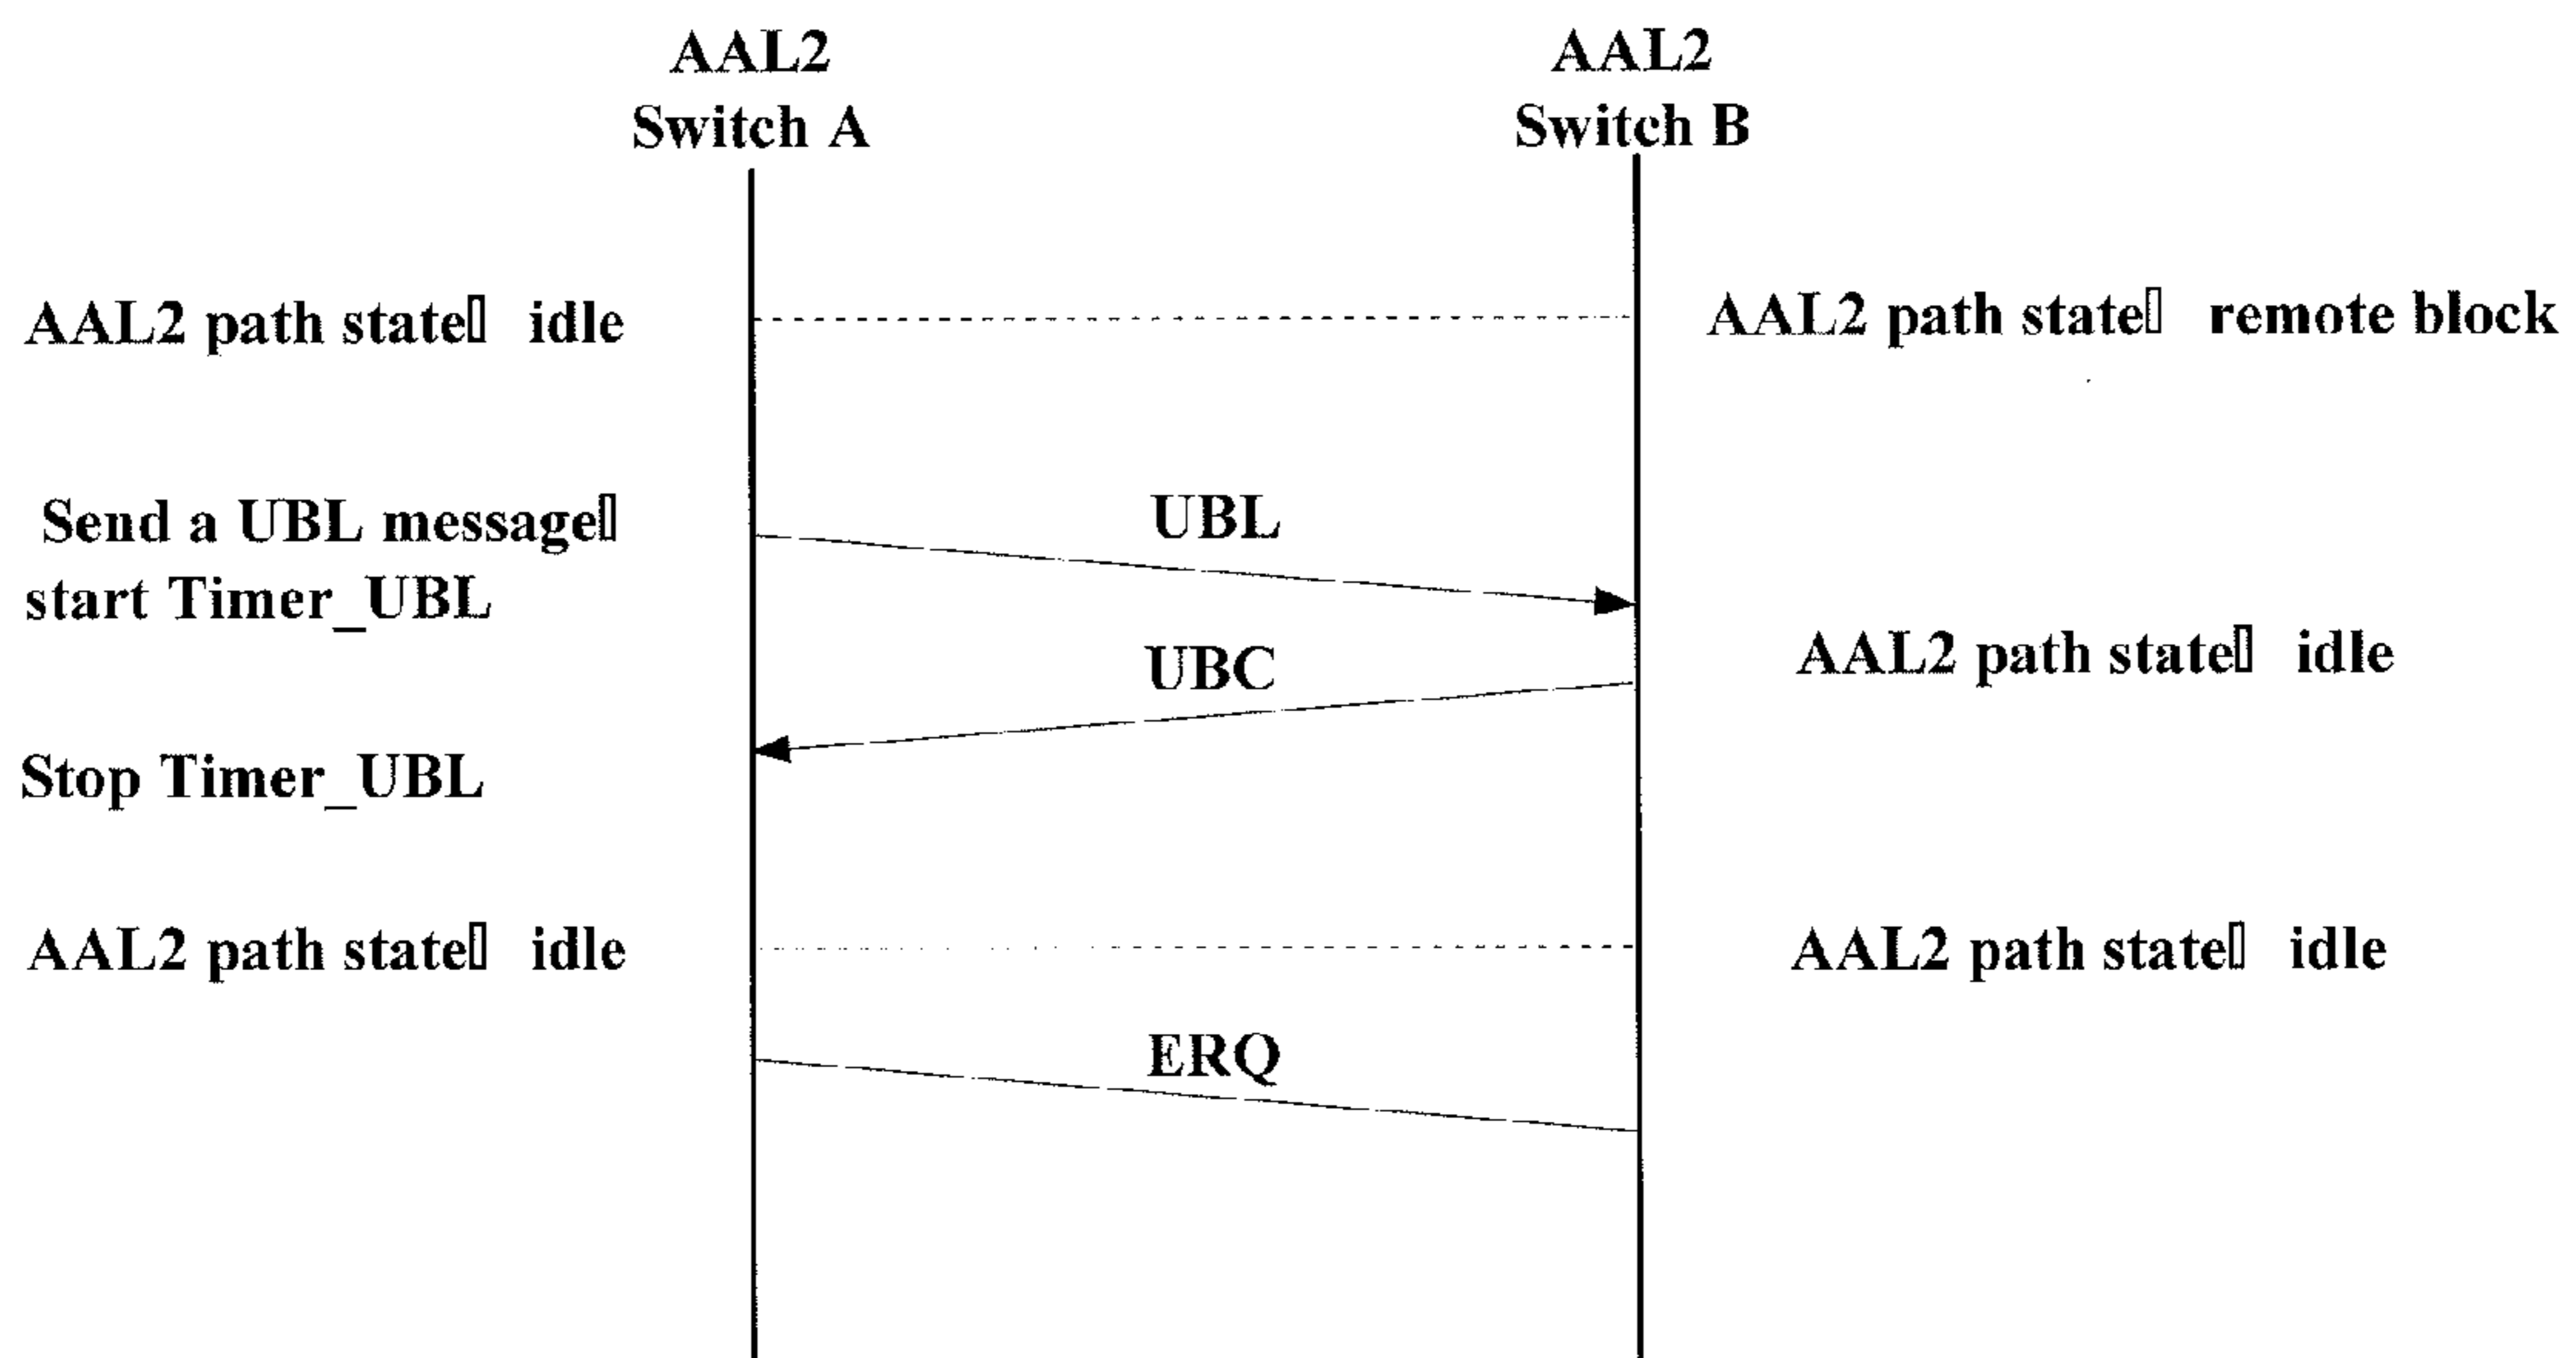 AAL2
Switch A
AAL2
Switch B
AAL2 path state▯ idle
AAL2 path state▯ remote block
Send a UBL message▯
start Timer_UBL
UBL
UBC
AAL2 path state▯ idle
Stop Timer_UBL
AAL2 path state▯ idle
AAL2 path state▯ idle
ERQ